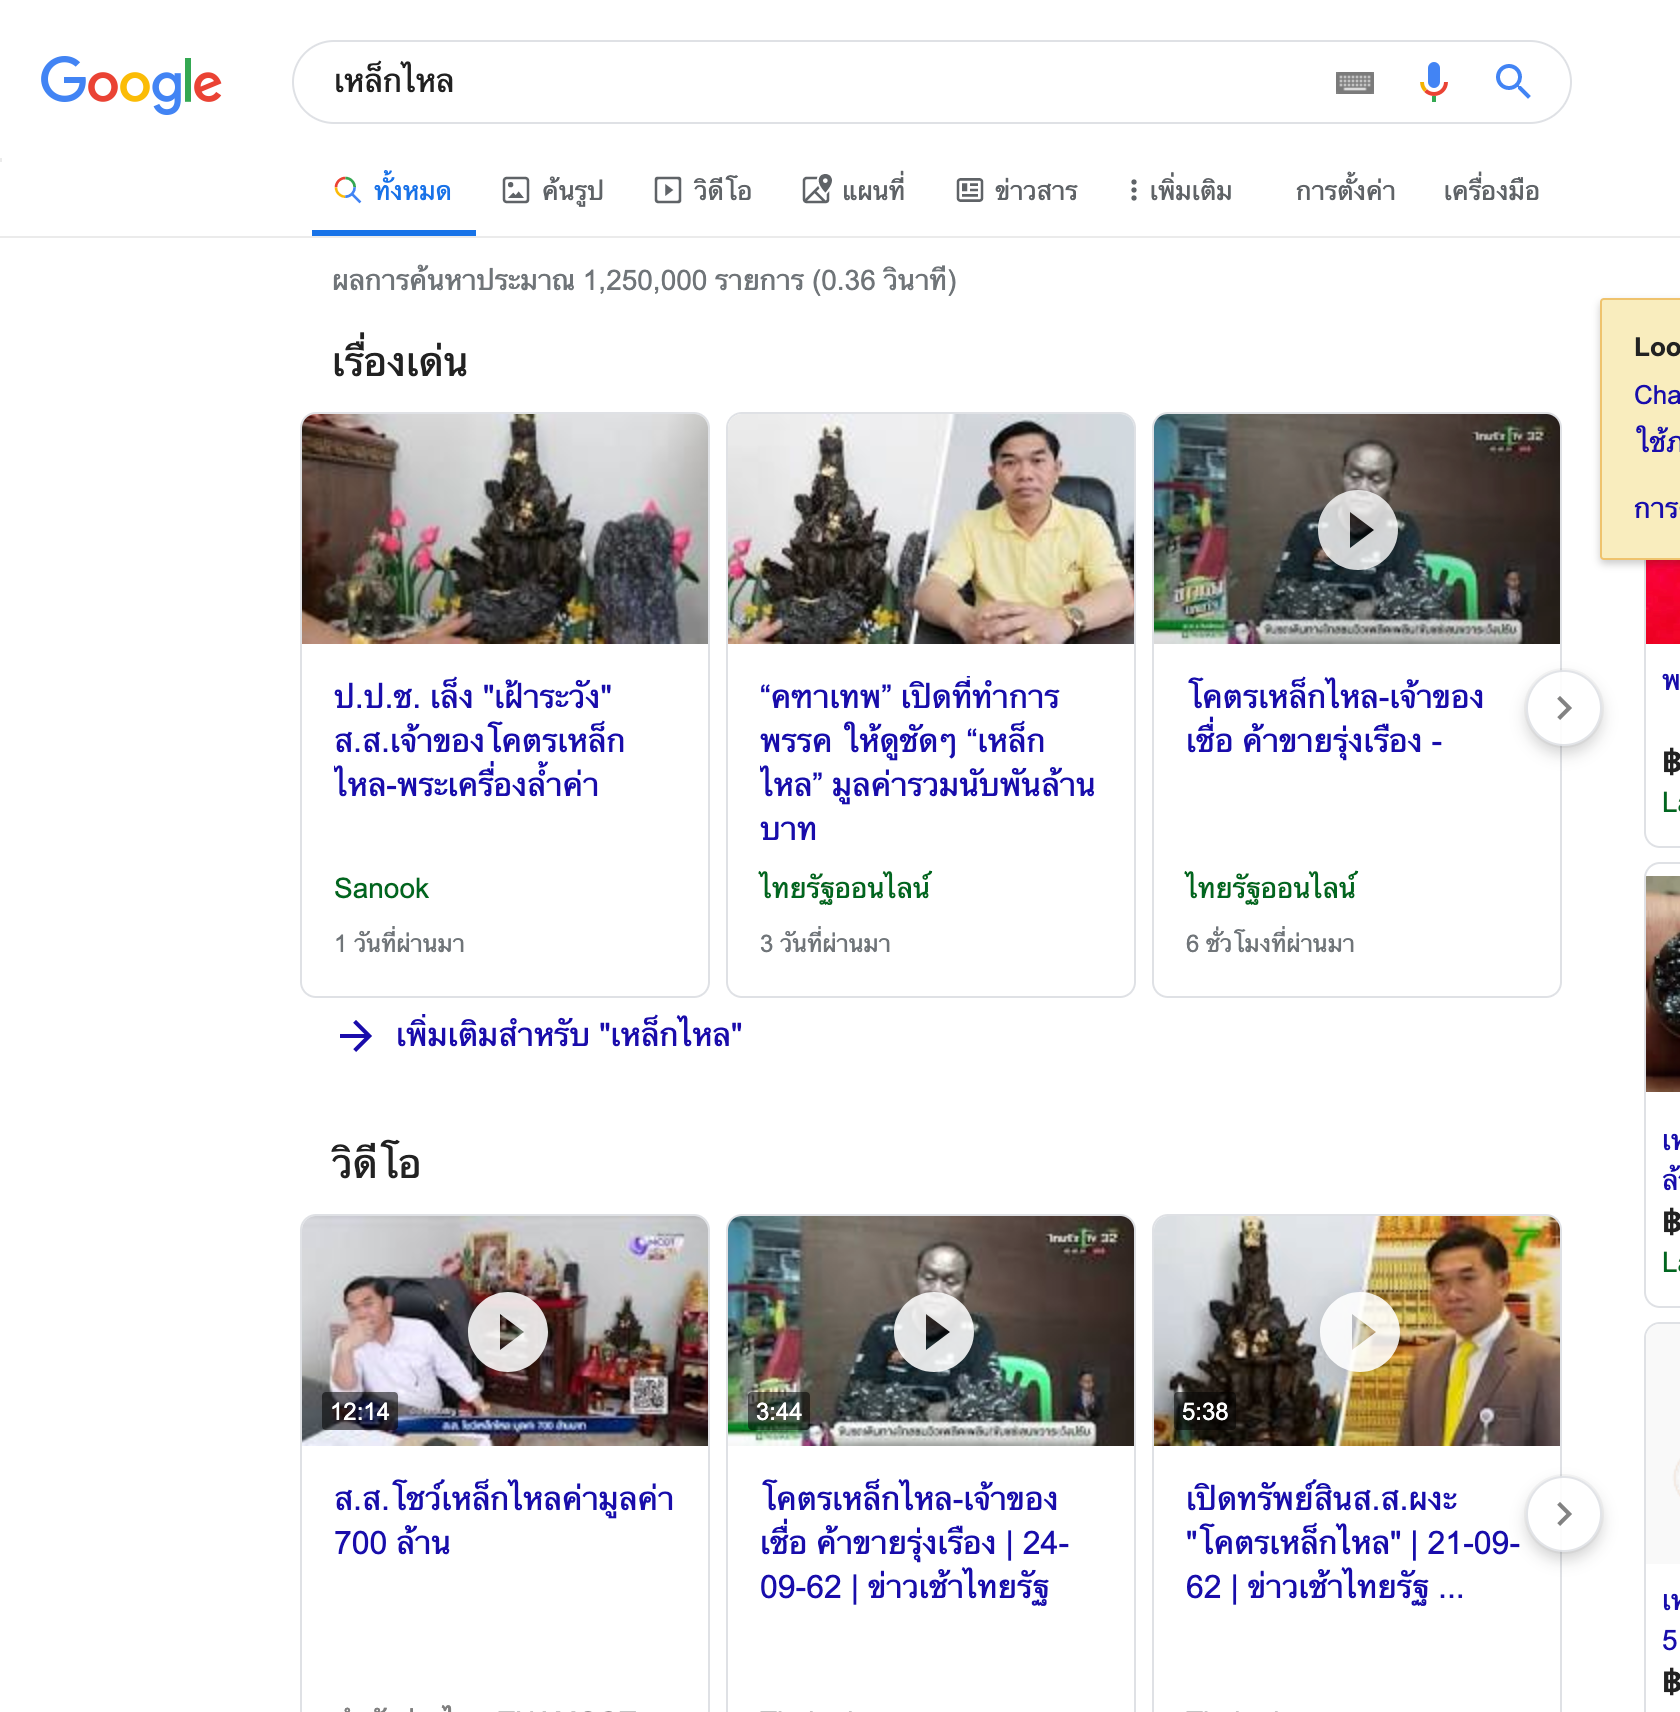 Google
เหล็กไหล
ทั้งหมด ค้นรูป วิดีโอ แผนที่ ข่าวสาร เพิ่มเติม การตั้งค่า เครื่องมือ
ผลการค้นหาประมาณ 1,250,000 รายการ (0.36 วินาที)
เรื่องเด่น
ป.ป.ช. เล็ง "เฝ้าระวัง"
ส.ส.เจ้าของโคตรเหล็ก
ไหล-พระเครื่องล้ำค่า
Sanook
1 วันที่ผ่านมา
“คฑาเทพ” เปิดที่ทำการ
พรรค ให้ดูชัดๆ “เหล็ก
ไหล” มูลค่ารวมนับพันล้าน
บาท
ไทยรัฐออนไลน์
3 วันที่ผ่านมา
ไทยรัฐ TV 32
โคตรเหล็กไหล-เจ้าของ
เชื่อ ค้าขายรุ่งเรือง -
ไทยรัฐออนไลน์
6 ชั่วโมงที่ผ่านมา
เพิ่มเติมสำหรับ "เหล็กไหล"
วิดีโอ
MCOT
12:14
ส.ส.โชว์เหล็กไหลค่ามูลค่า
700 ล้าน
ไทยรัฐ TV 32
3:44
โคตรเหล็กไหล-เจ้าของ
เชื่อ ค้าขายรุ่งเรือง | 24-
09-62 | ข่าวเช้าไทยรัฐ
5:38
เปิดทรัพย์สินส.ส.ผงะ
"โคตรเหล็กไหล" | 21-09-
62 | ข่าวเช้าไทยรัฐ ...
฿
฿
5
฿